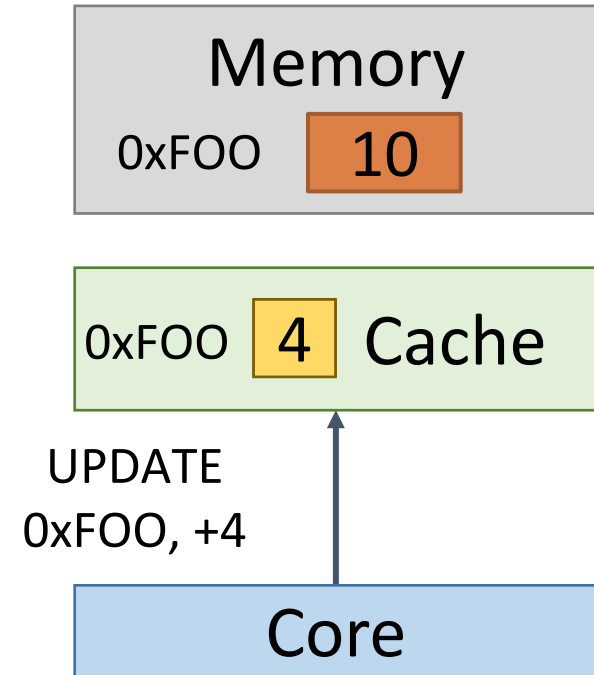 Memory
0xFOO 10
0xFOO 4 Cache
UPDATE
0xFOO, +4
Core